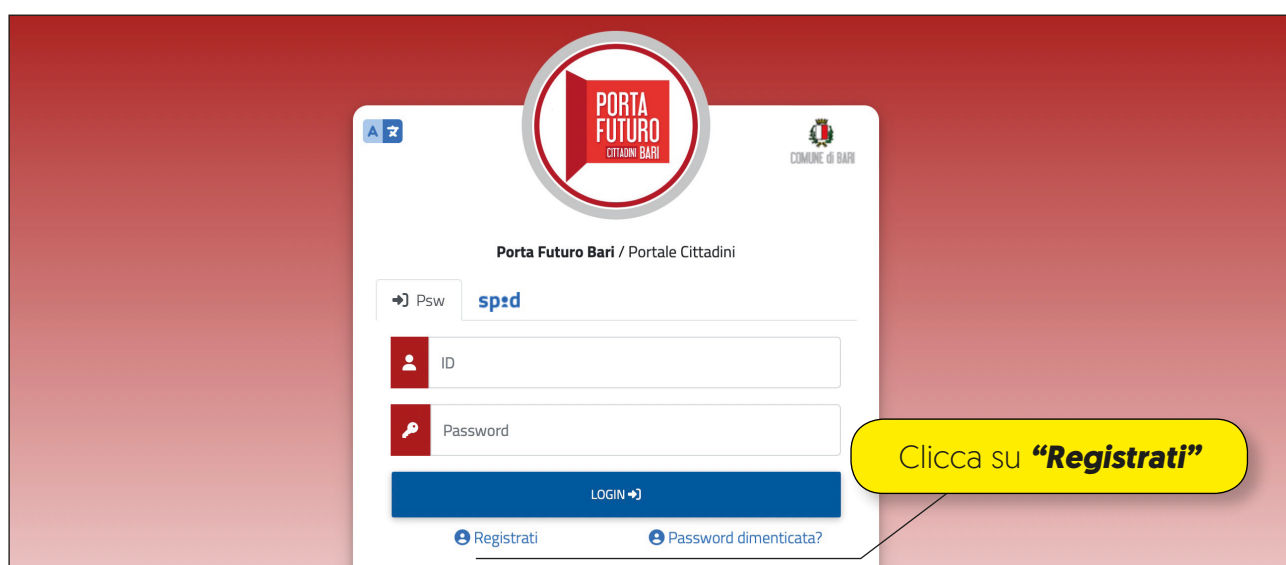 PORTA
FUTURO
CITTADINI BARI
A
COMUNE di BARI
Porta Futuro Bari / Portale Cittadini
Psw
spid
ID
Password
Clicca su “Registrati”
LOGIN
Registrati
Password dimenticata?